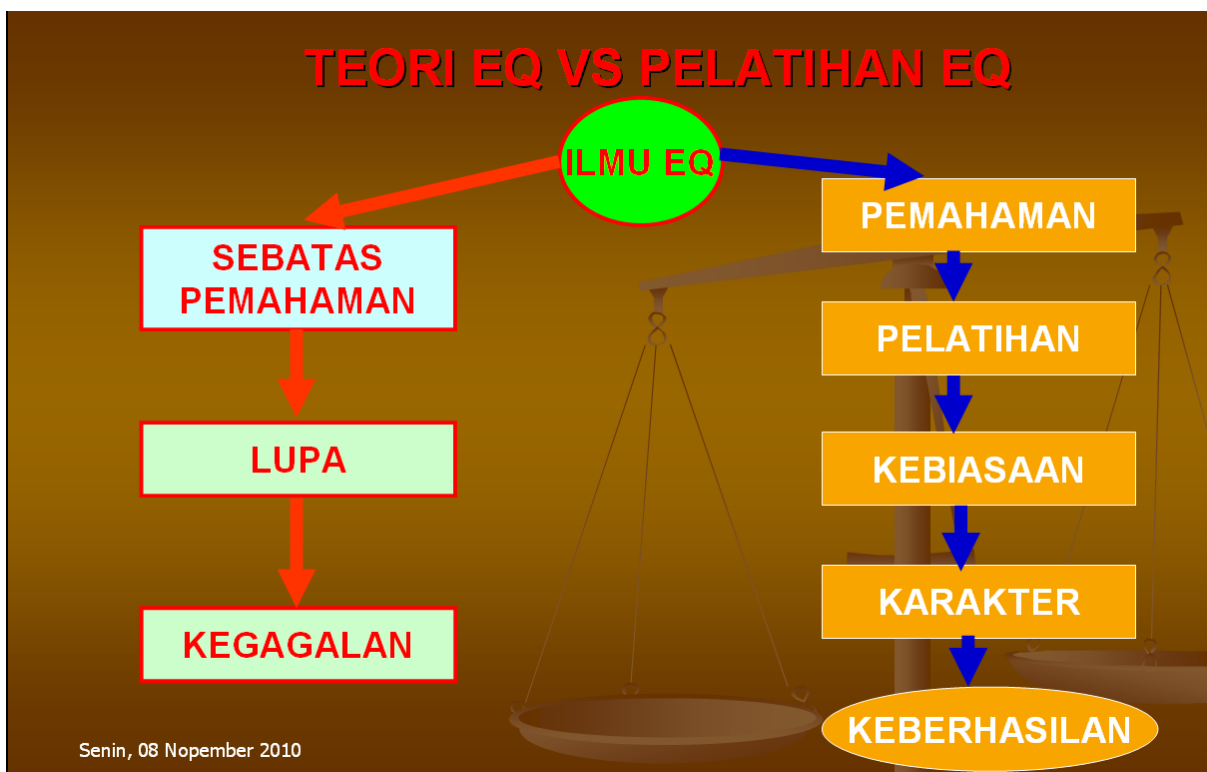 TEORI EQ VS PELATIHAN EQ
ILMU EQ
SEBATAS
PEMAHAMAN
LUPA
KEGAGALAN
PEMAHAMAN
PELATIHAN
KEBIASAAN
KARAKTER
KEBERHASILAN
Senin, 08 Nopember 2010